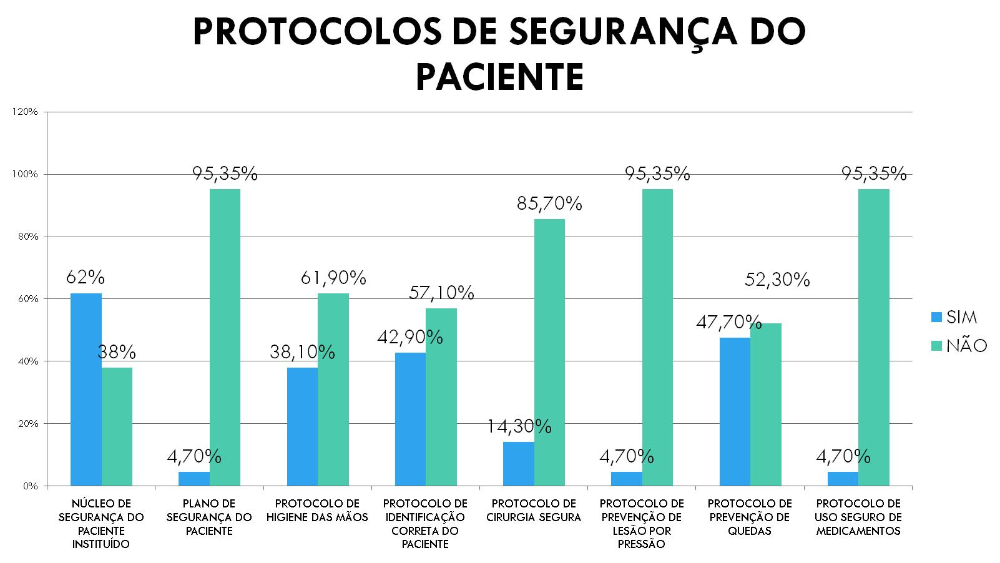 PROTOCOLOS DE SEGURANÇA DO
PACIENTE
120%
100%
80%
60%
40%
20%
0%
62%
38%
4,70%
95,35%
38,10%
61,90%
42,90%
57,10%
14,30%
85,70%
4,70%
95,35%
47,70%
52,30%
4,70%
95,35%
NÚCLEO DE
SEGURANÇA DO
PACIENTE
INSTITUÍDO
PLANO DE
SEGURANÇA DO
PACIENTE
PROTOCOLO DE
HIGIENE DAS MÃOS
PROTOCOLO DE
IDENTIFICAÇÃO
CORRETA DO
PACIENTE
PROTOCOLO DE
CIRURGIA SEGURA
PROTOCOLO DE
PREVENÇÃO DE
LESÃO POR
PRESSÃO
PROTOCOLO DE
PREVENÇÃO DE
QUEDAS
PROTOCOLO DE
USO SEGURO DE
MEDICAMENTOS
SIM
NÃO